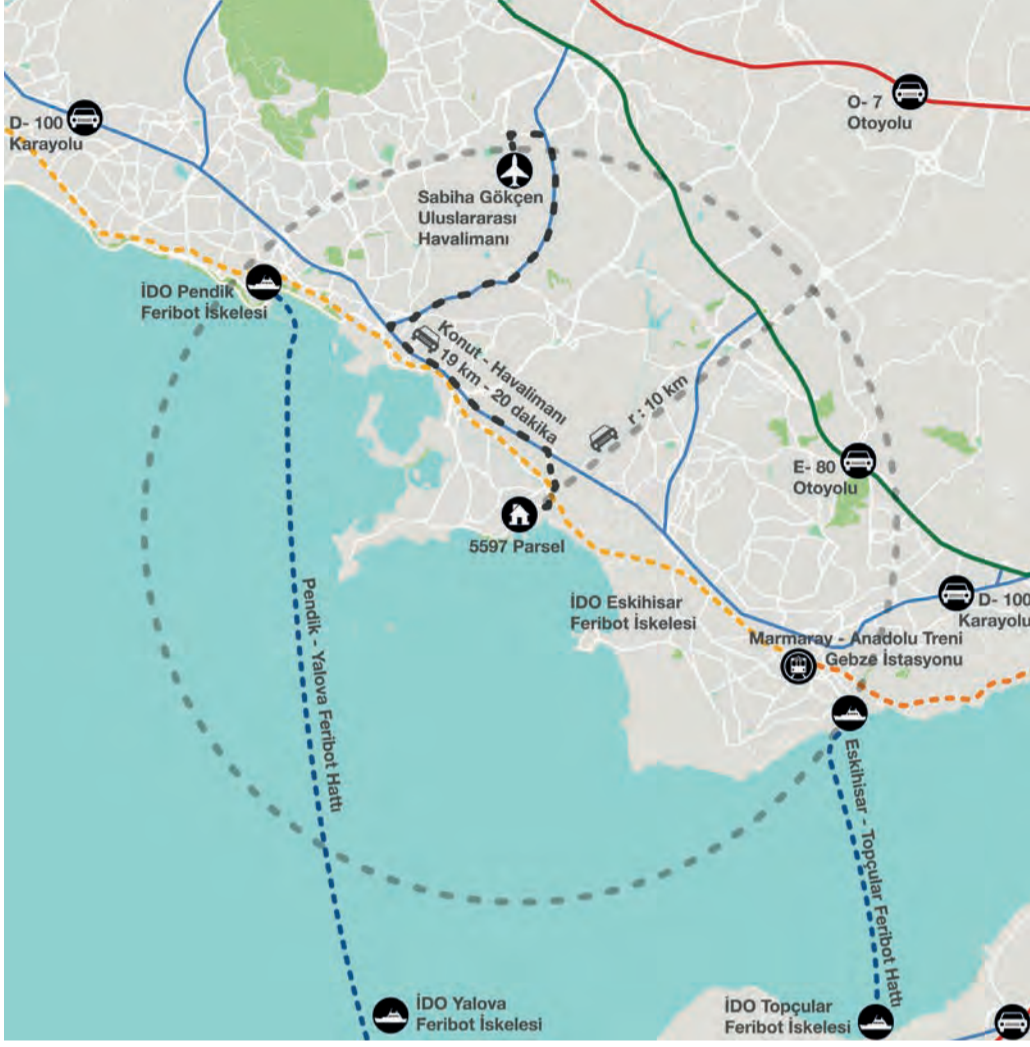 O- 7
Otoyolu
D- 100
Karayolu
Sabiha Gökçen
Uluslararası
Havalimanı
İDO Pendik
Feribot İskelesi
Konut - Havalimanı
19 km - 20 dakika
r : 10 km
E- 80
Otoyolu
5597 Parsel
Pendik - Yalova Feribot Hattı
İDO Eskihisar
Feribot İskelesi
D- 100
Karayolu
Marmaray - Anadolu Treni
Gebze İstasyonu
Eskihisar - Topçular Feribot Hattı
İDO Yalova
Feribot İskelesi
İDO Topçular
Feribot İskelesi